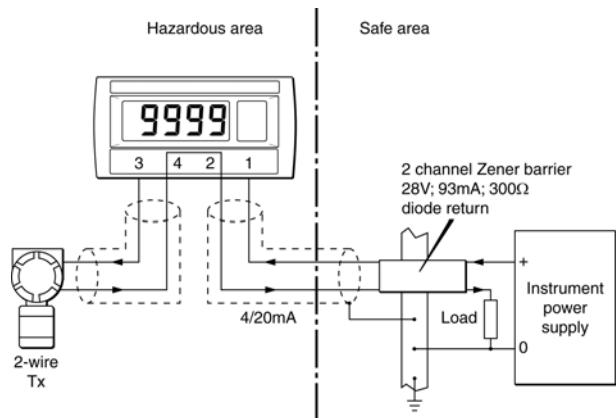 Hazardous area
Safe area
9999
3 4 2 1
2 channel Zener barrier
28V; 93mA; 300Ω
diode return
+
Instrument
power
supply
Load
0
4/20mA
2-wire
Tx